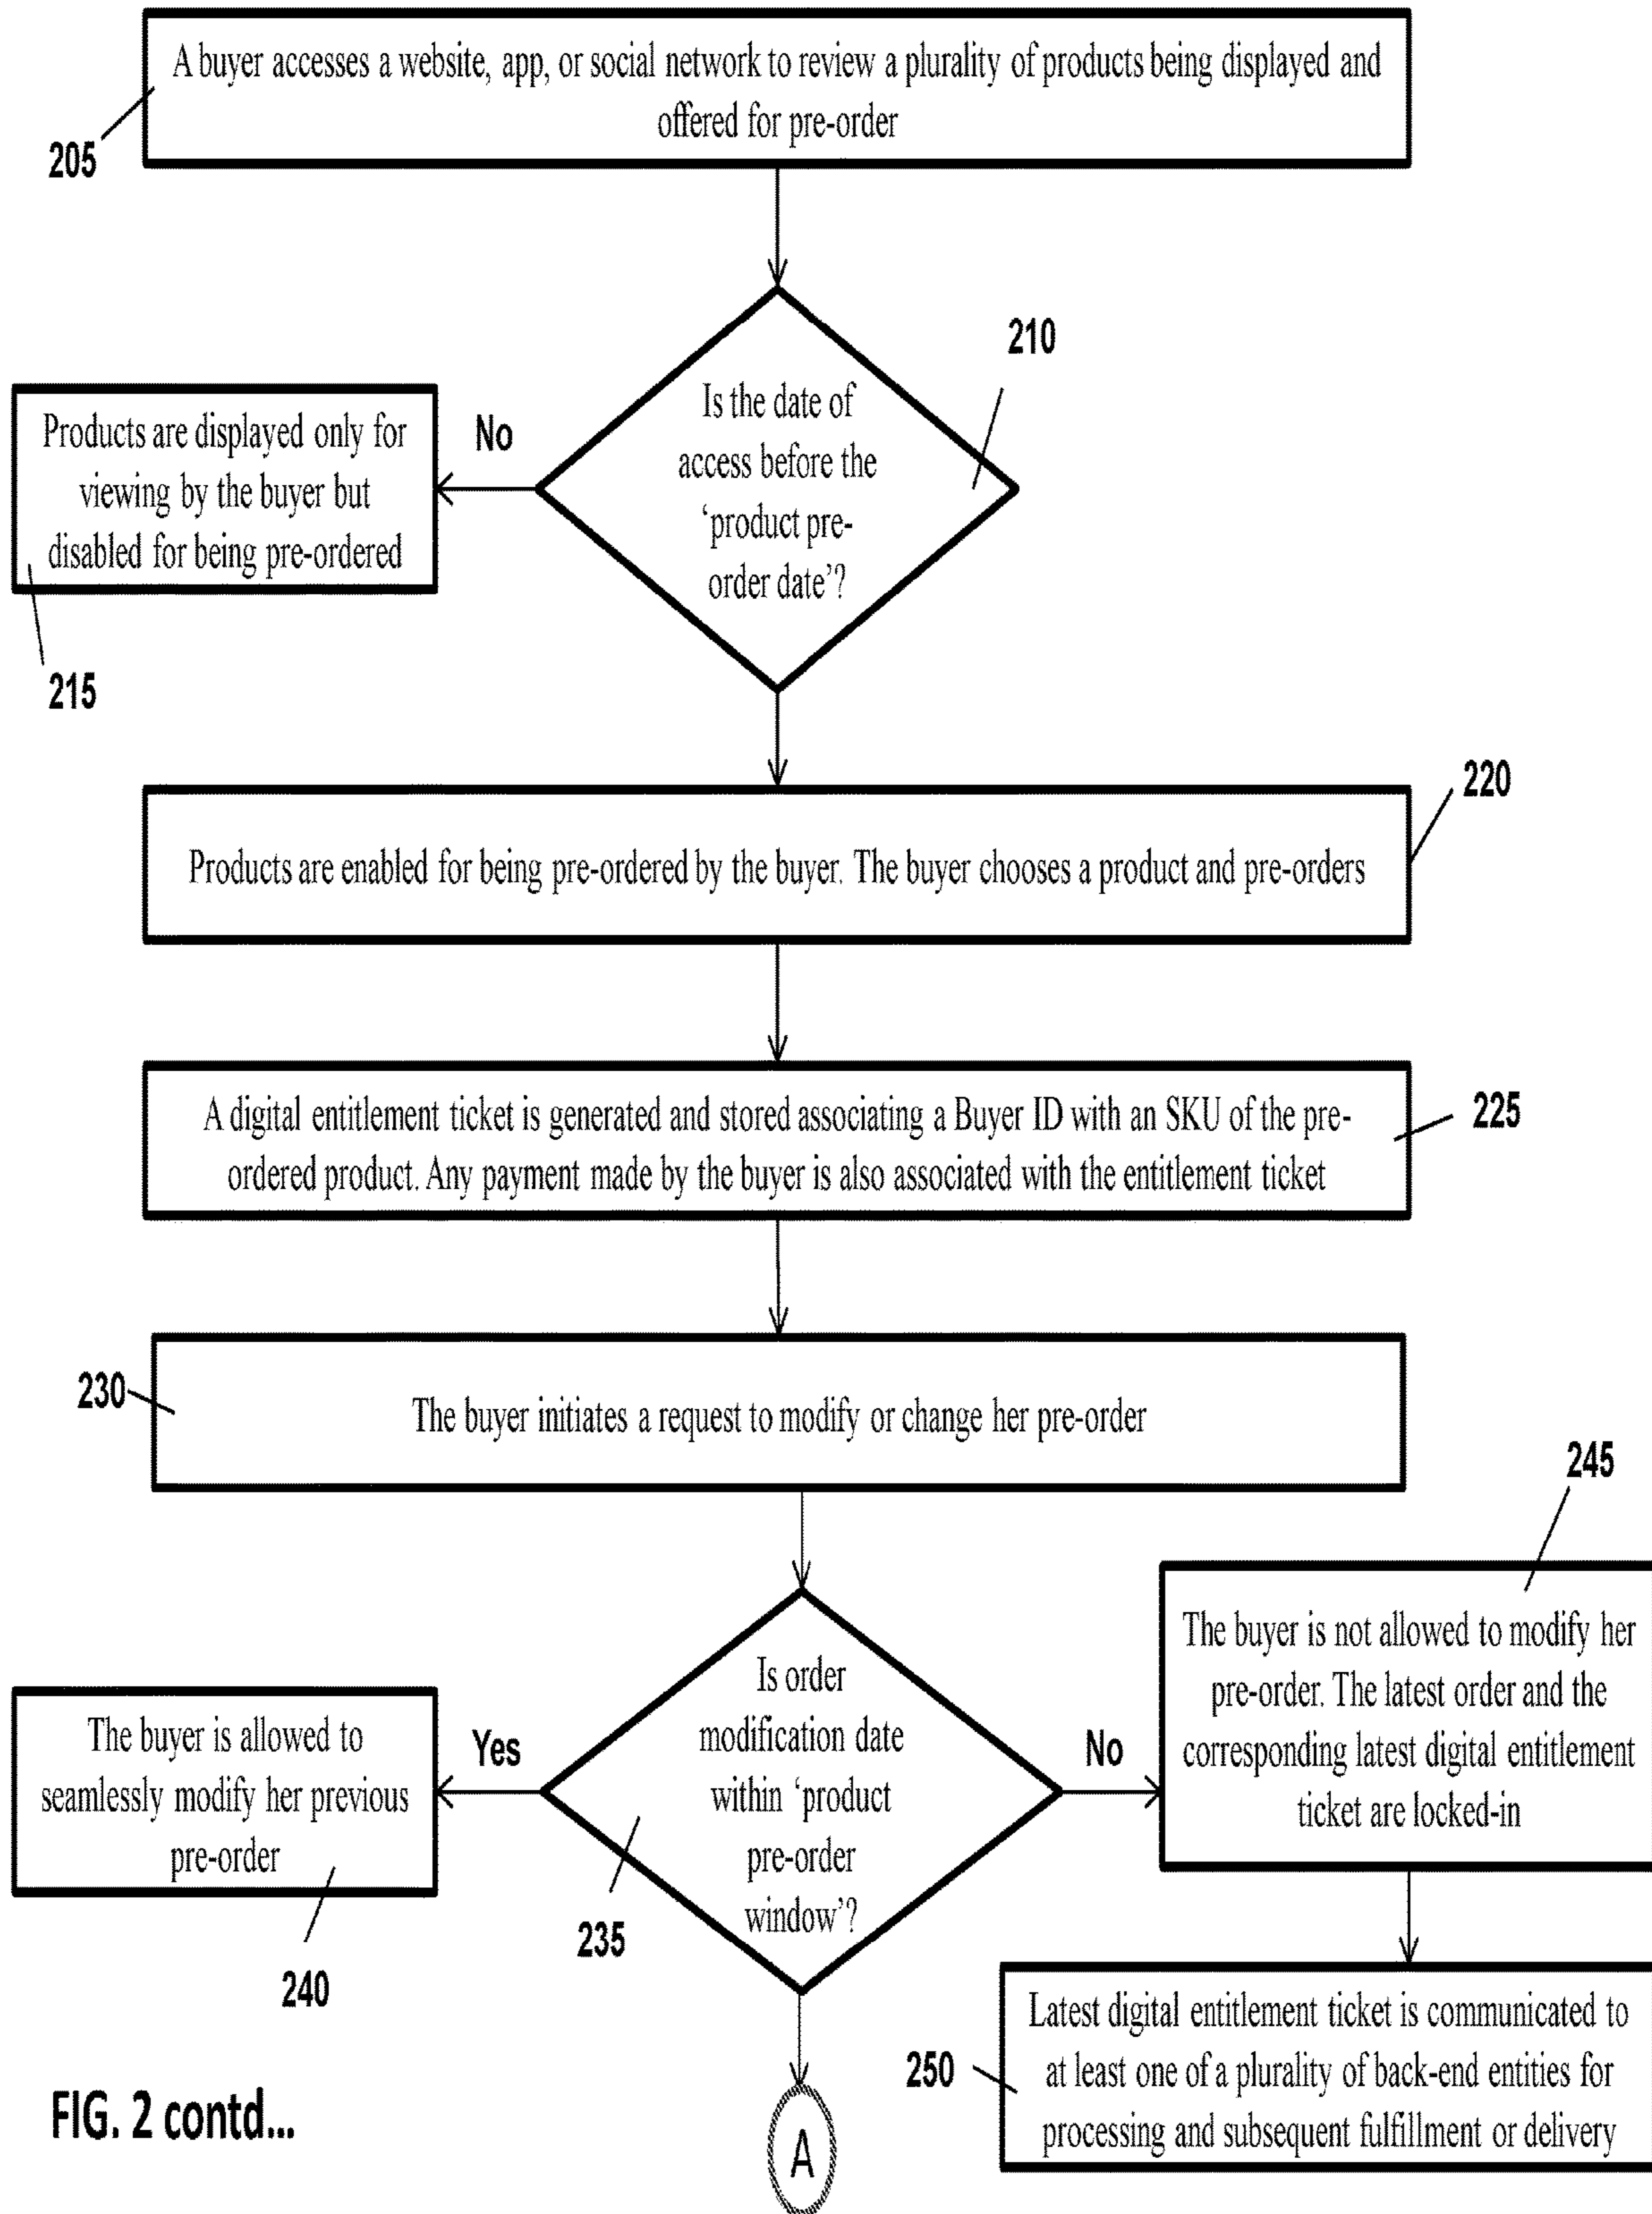 A buyer accesses a website, app, or social network to review a plurality of products being displayed and
offered for pre-order
205
210
Is the date of
access before the
‘product pre-
order date’?
No
Products are displayed only for
viewing by the buyer but
disabled for being pre-ordered
215
220
Products are enabled for being pre-ordered by the buyer. The buyer chooses a product and pre-orders
A digital entitlement ticket is generated and stored associating a Buyer ID with an SKU of the pre-
ordered product. Any payment made by the buyer is also associated with the entitlement ticket
225
230
The buyer initiates a request to modify or change her pre-order
245
Is order
modification date
within ‘product
pre-order
window’?
235
Yes
The buyer is allowed to
seamlessly modify her previous
pre-order
240
No
The buyer is not allowed to modify her
pre-order. The latest order and the
corresponding latest digital entitlement
ticket are locked-in
250
Latest digital entitlement ticket is communicated to
at least one of a plurality of back-end entities for
processing and subsequent fulfillment or delivery
A
FIG. 2 contd...